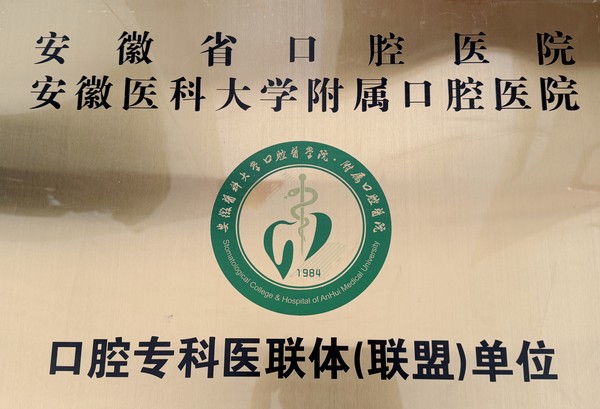 安徽省口腔医院
安徽医科大学附属口腔医院
安徽医科大学口腔医学院·附属口腔医院
1984
Stomatological College & Hospital of AnHui Medical University
口腔专科医联体(联盟)单位